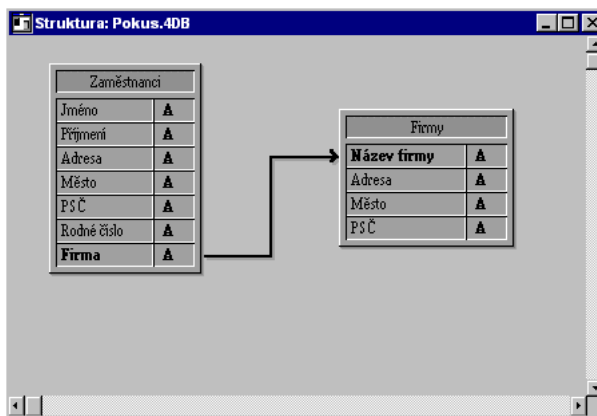 Struktura: Pokus.4DB
Zaměstnanci
Jméno A
Příjmení A
Adresa A
Město A
PSČ A
Rodné číslo A
Firma A
Firmy
Název firmy A
Adresa A
Město A
PSČ A